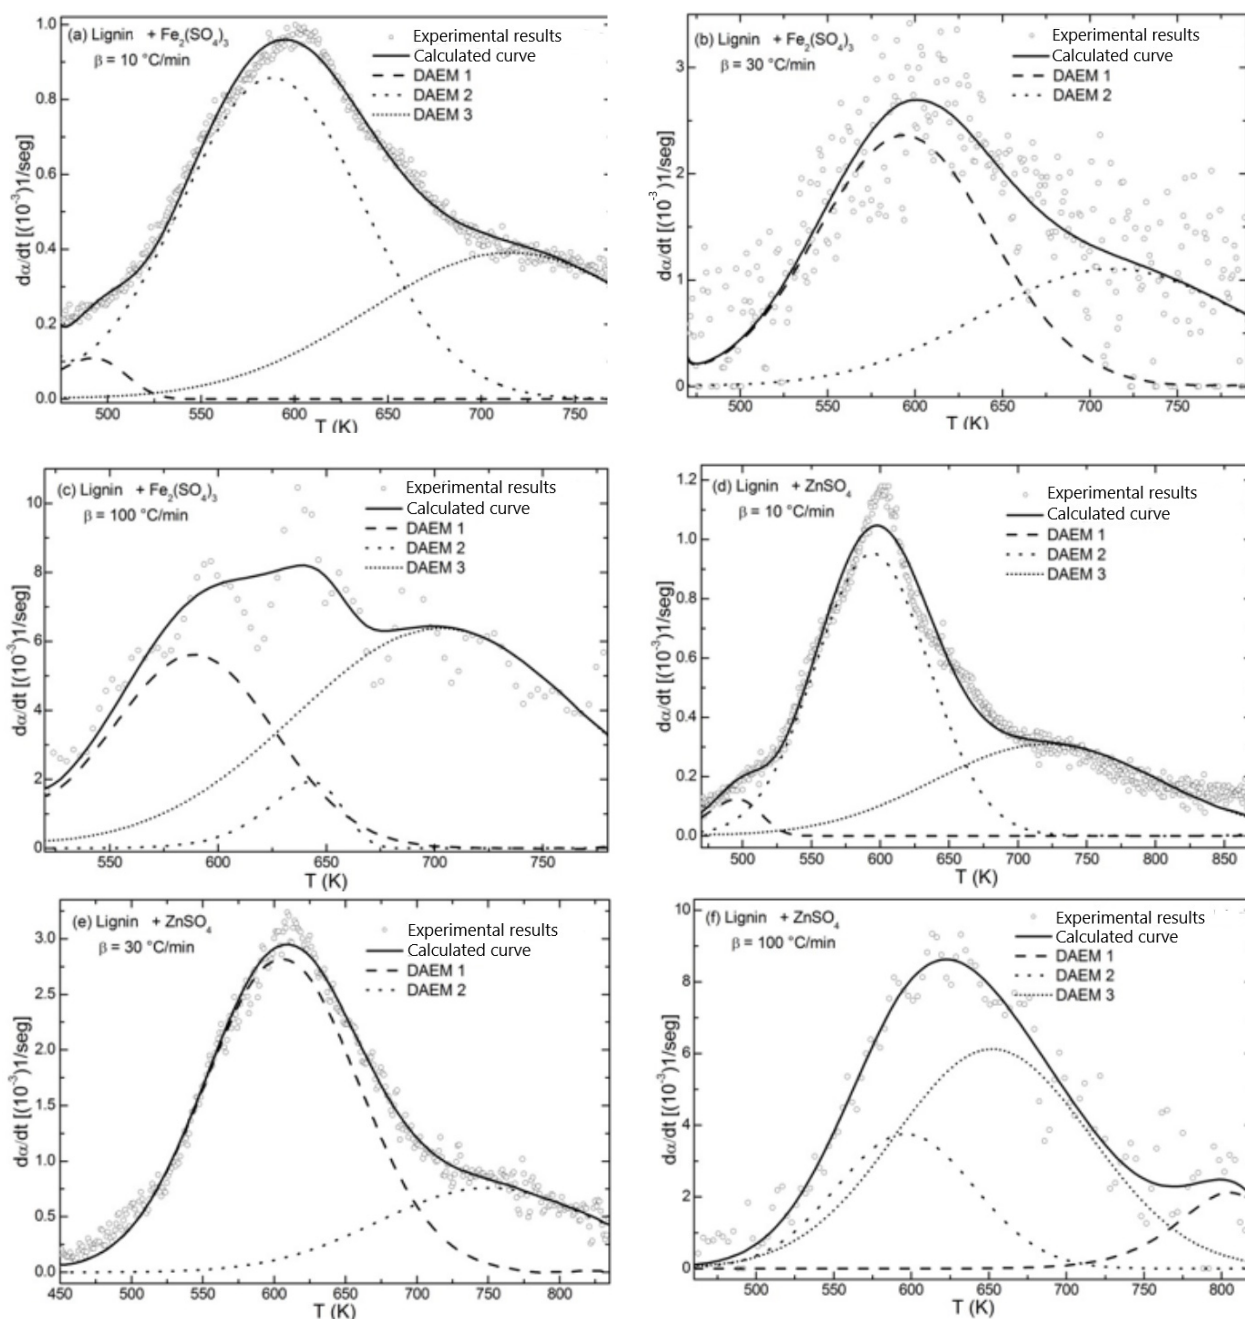 (a) Lignin + Fe₂(SO₄)₃
β = 10 °C/min
Experimental results
Calculated curve
DAEM 1
DAEM 2
DAEM 3
dα/dt [(10⁻³)1/seg]
1.0
0.8
0.6
0.4
0.2
0.0
500 550 600 650 700 750
T (K)
(b) Lignin + Fe₂(SO₄)₃
β = 30 °C/min
Experimental results
Calculated curve
DAEM 1
DAEM 2
dα/dt [(10⁻³)1/seg]
3
2
1
0
500 550 600 650 700 750
T (K)
(c) Lignin + Fe₂(SO₄)₃
β = 100 °C/min
Experimental results
Calculated curve
DAEM 1
DAEM 2
DAEM 3
dα/dt [(10⁻³)1/seg]
10
8
6
4
2
0
550 600 650 700 750
T (K)
(d) Lignin + ZnSO₄
β = 10 °C/min
Experimental results
Calculated curve
DAEM 1
DAEM 2
DAEM 3
dα/dt [(10⁻³)1/seg]
1.2
1.0
0.8
0.6
0.4
0.2
0.0
500 550 600 650 700 750 800 850
T (K)
(e) Lignin + ZnSO₄
β = 30 °C/min
Experimental results
Calculated curve
DAEM 1
DAEM 2
dα/dt [(10⁻³)1/seg]
3.0
2.5
2.0
1.5
1.0
0.5
0.0
450 500 550 600 650 700 750 800
T (K)
(f) Lignin + ZnSO₄
β = 100 °C/min
Experimental results
Calculated curve
DAEM 1
DAEM 2
DAEM 3
dα/dt [(10⁻³)1/seg]
10
8
6
4
2
0
500 550 600 650 700 750 800
T (K)